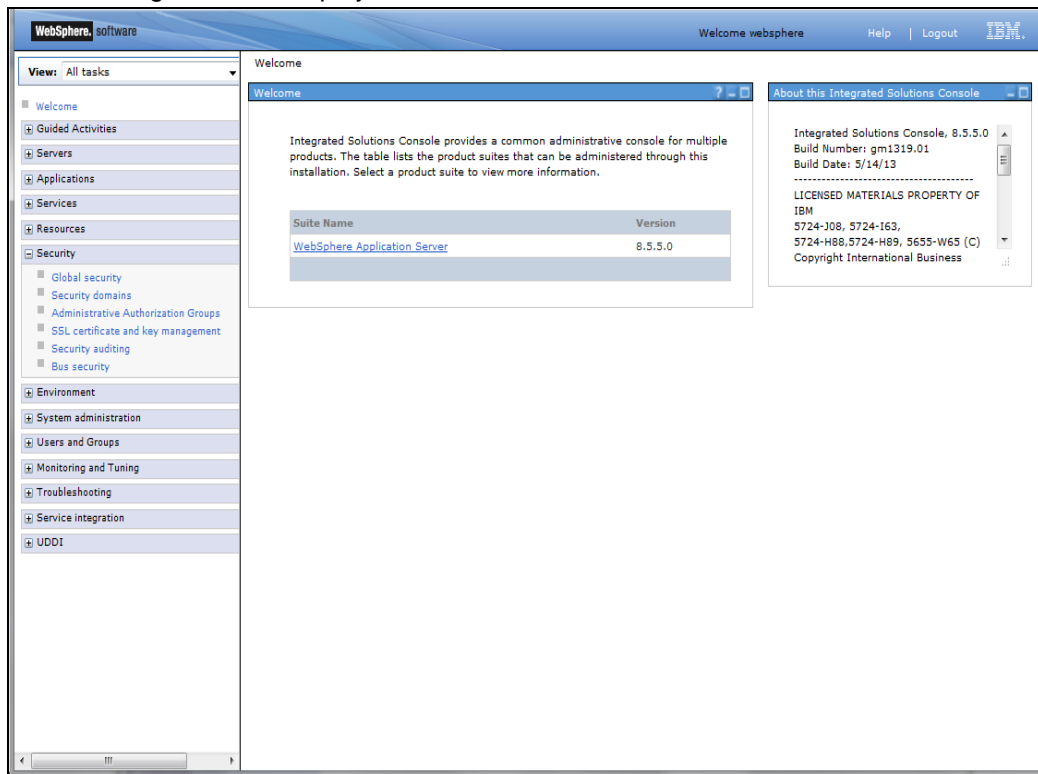 WebSphere. software
Welcome websphere
Help | Logout
IBM.
View: All tasks
Welcome
Guided Activities
Servers
Applications
Services
Resources
Security
Global security
Security domains
Administrative Authorization Groups
SSL certificate and key management
Security auditing
Bus security
Environment
System administration
Users and Groups
Monitoring and Tuning
Troubleshooting
Service integration
UDDI
Welcome
Welcome
Integrated Solutions Console provides a common administrative console for multiple
products. The table lists the product suites that can be administered through this
installation. Select a product suite to view more information.
Suite Name Version
WebSphere Application Server 8.5.5.0
About this Integrated Solutions Console
Integrated Solutions Console, 8.5.5.0
Build Number: gm1319.01
Build Date: 5/14/13
----------------------------------------
LICENSED MATERIALS PROPERTY OF
IBM
5724-J08, 5724-I63,
5724-H88,5724-H89, 5655-W65 (C)
Copyright International Business